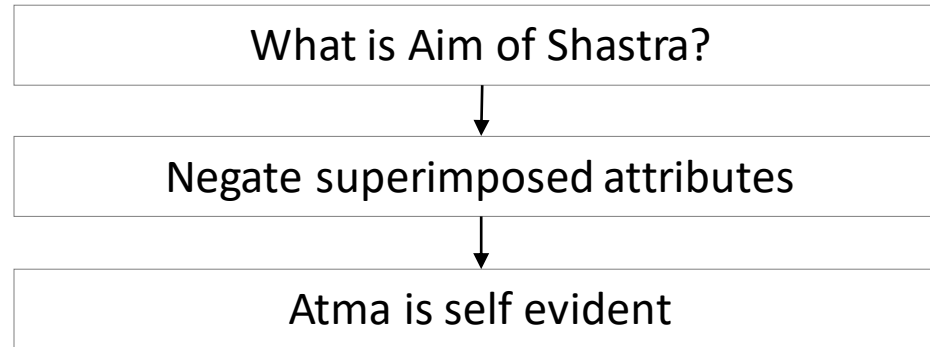 What is Aim of Shastra?
Negate superimposed attributes
Atma is self evident